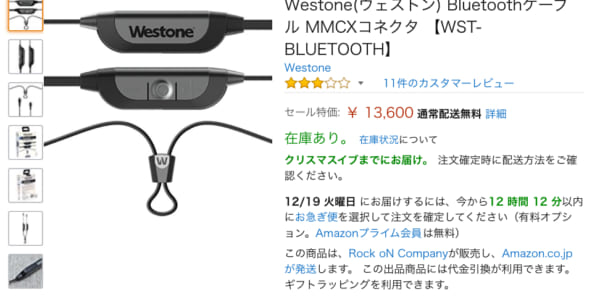 Westone(ウェストン) Bluetoothケーブ
ル MMCXコネクタ 【WST-
BLUETOOTH】
Westone
11件のカスタマーレビュー
セール特価: ￥ 13,600 通常配送無料 詳細
在庫あり。 在庫状況について
クリスマスイブまでにお届け。 注文確定時に配送方法をご確
認ください。
12/19 火曜日 にお届けするには、今から12 時間 12 分以内
にお急ぎ便を選択して注文を確定してください（有料オプシ
ョン。Amazonプライム会員は無料）
この商品は、Rock oN Companyが販売し、Amazon.co.jp
が発送します。 この出品商品には代金引換が利用できます。
ギフトラッピングを利用できます。
Westone
W